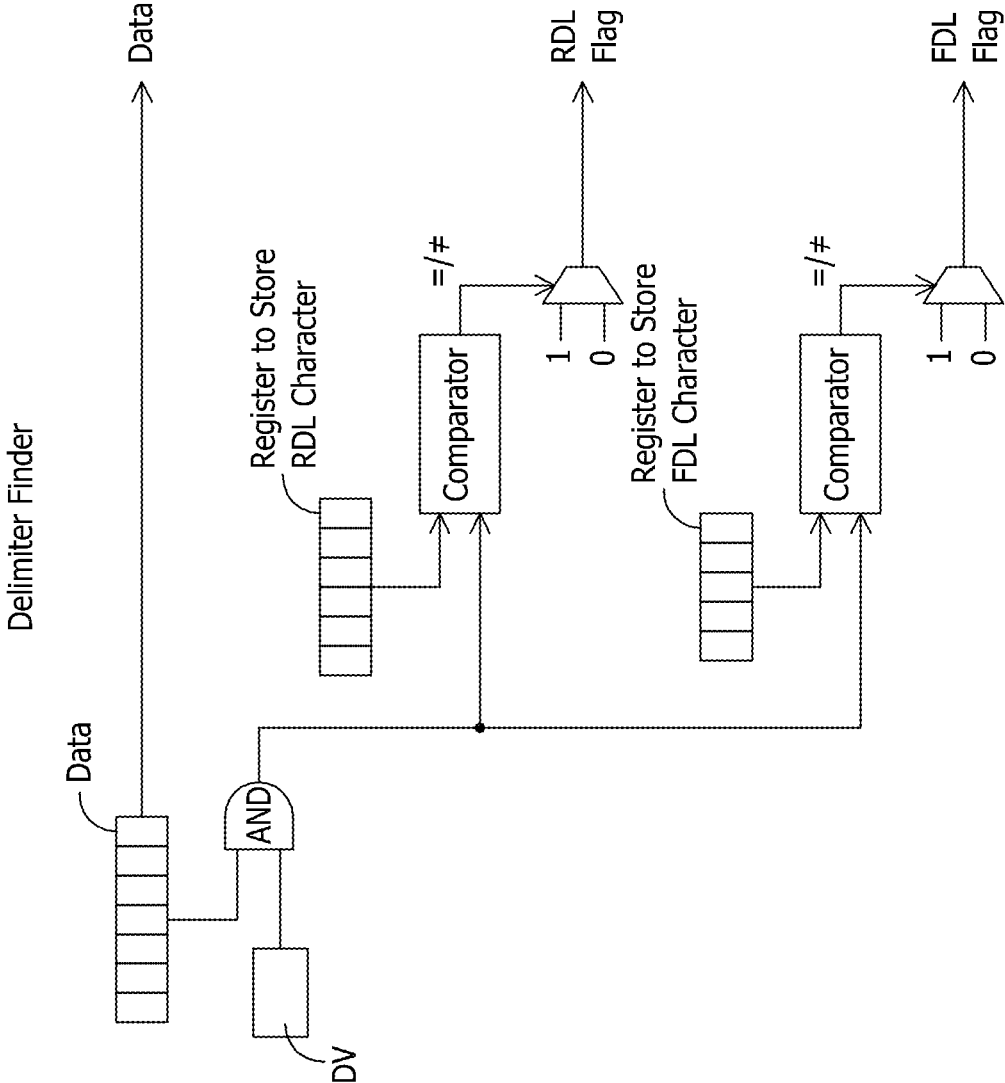 Delimiter Finder
Data
Data
AND
DV
Register to Store
RDL Character
Comparator
=/#
1
0
RDL
Flag
Register to Store
FDL Character
Comparator
=/#
1
0
FDL
Flag